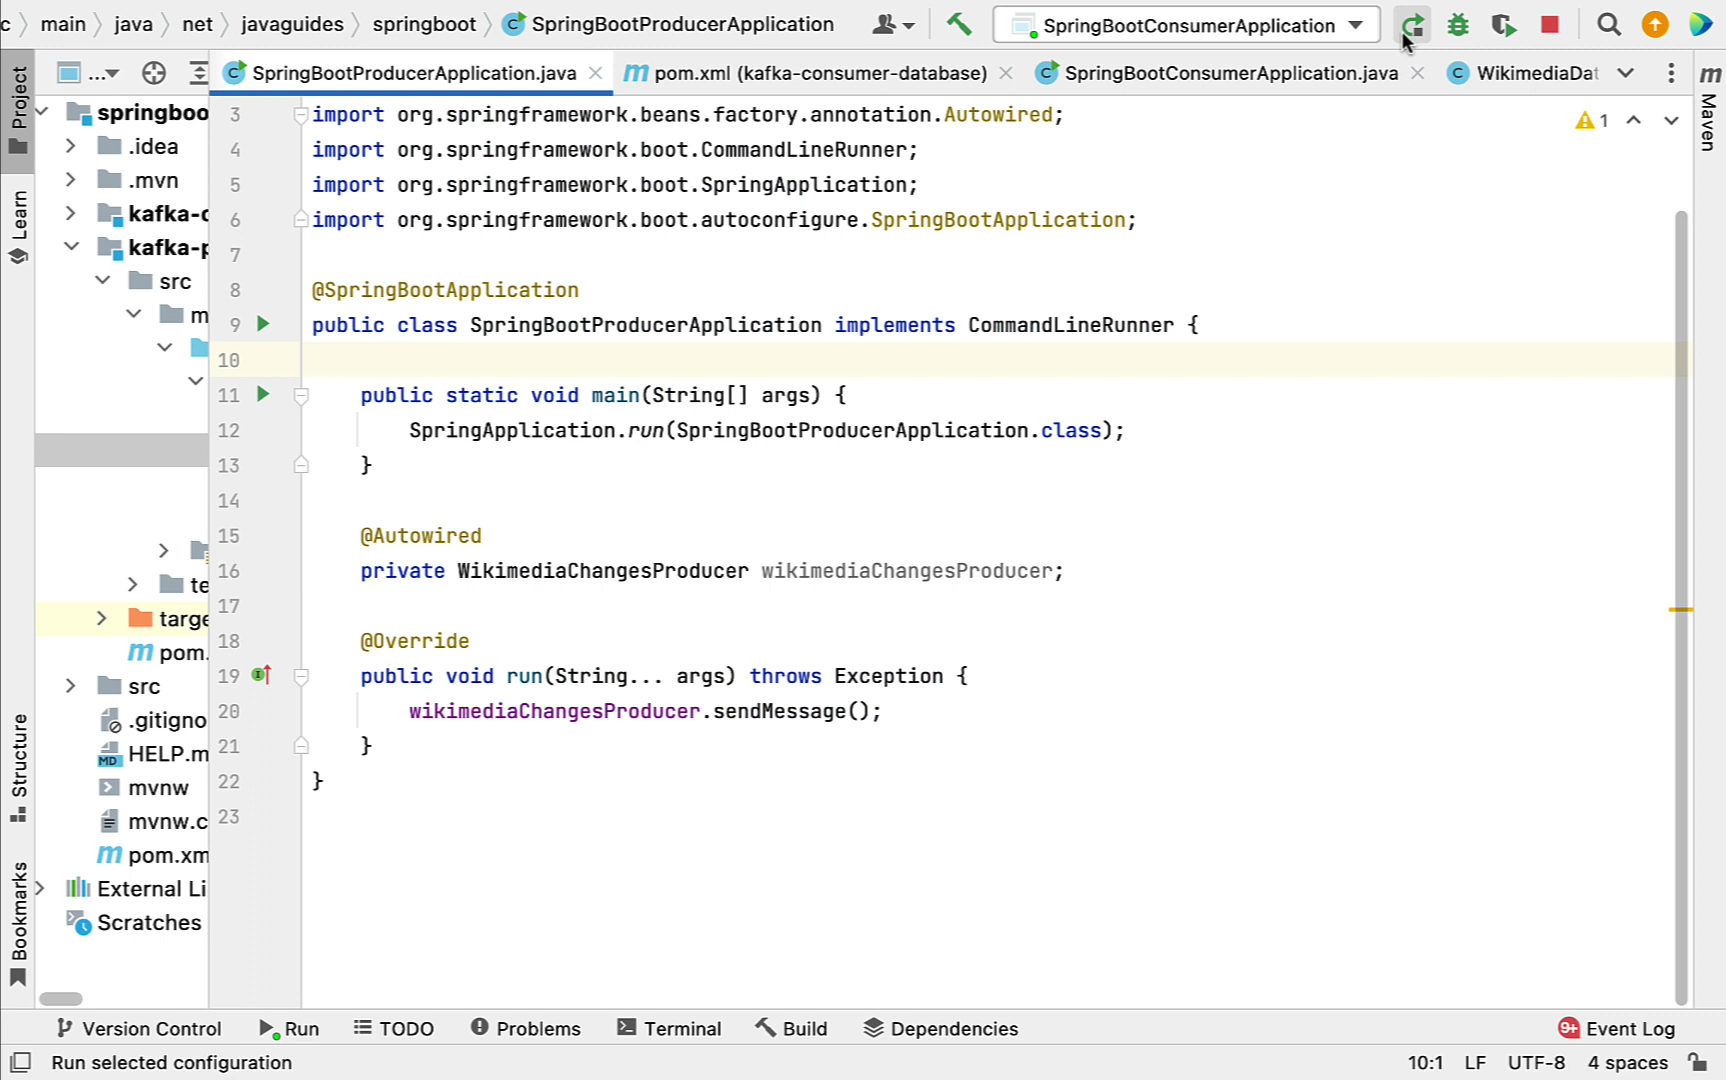 c main java net javaguides springboot SpringBootProducerApplication SpringBootConsumerApplication
... SpringBootProducerApplication.java pom.xml (kafka-consumer-database) SpringBootConsumerApplication.java WikimediaDat
Project
Learn
Structure
Bookmarks
springboo
.idea
.mvn
kafka-c
kafka-p
src
m
te
targe
pom.
src
.gitigno
HELP.m
mvnw
mvnw.c
pom.xm
External Li
Scratches
3 import org.springframework.beans.factory.annotation.Autowired;
4 import org.springframework.boot.CommandLineRunner;
5 import org.springframework.boot.SpringApplication;
6 import org.springframework.boot.autoconfigure.SpringBootApplication;
7
8 @SpringBootApplication
9 public class SpringBootProducerApplication implements CommandLineRunner {
10
11 public static void main(String[] args) {
12 SpringApplication.run(SpringBootProducerApplication.class);
13 }
14
15 @Autowired
16 private WikimediaChangesProducer wikimediaChangesProducer;
17
18 @Override
19 public void run(String... args) throws Exception {
20 wikimediaChangesProducer.sendMessage();
21 }
22 }
23
1
m
Maven
Version Control Run TODO Problems Terminal Build Dependencies 9+ Event Log
Run selected configuration 10:1 LF UTF-8 4 spaces